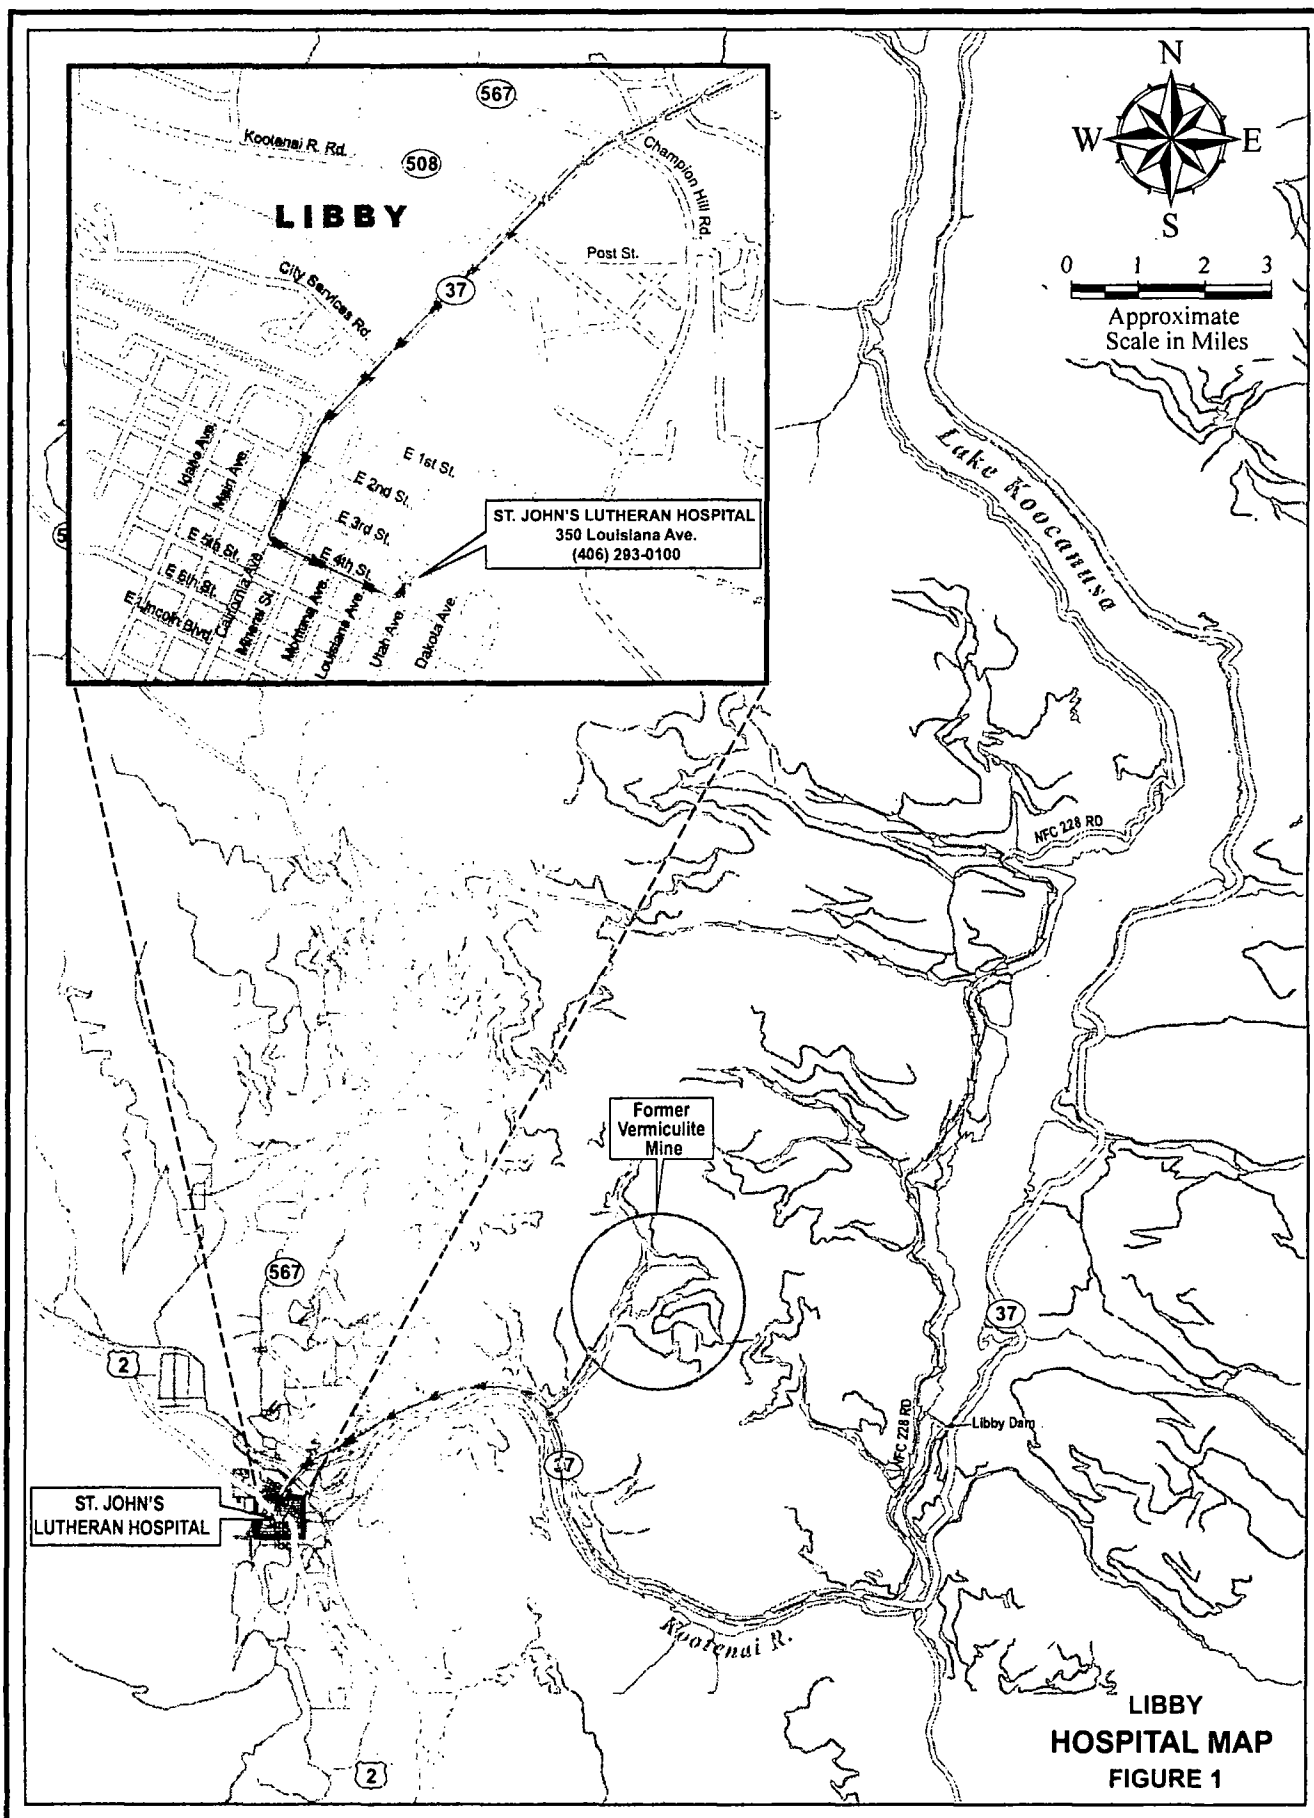 567
Kootenai R. Rd.
508
Champion Hill Rd.
LIBBY
Post St.
City Services Rd.
37
Idaho Ave.
Main Ave.
E 1st St.
E 2nd St.
E 3rd St.
E 4th St.
E 5th St.
E 6th St.
E Lincoln Blvd.
California Ave.
Mineral St.
Montana Ave.
Louisiana Ave.
Utah Ave.
Dakota Ave.
ST. JOHN'S LUTHERAN HOSPITAL
350 Louisiana Ave.
(406) 293-0100
N
W
E
S
0 1 2 3
Approximate
Scale in Miles
Lake Koocanusa
NFC 228 RD
Former
Vermiculite
Mine
567
37
2
NFC 228 RD
Libby Dam
37
ST. JOHN'S
LUTHERAN HOSPITAL
Kootenai R.
2
LIBBY
HOSPITAL MAP
FIGURE 1